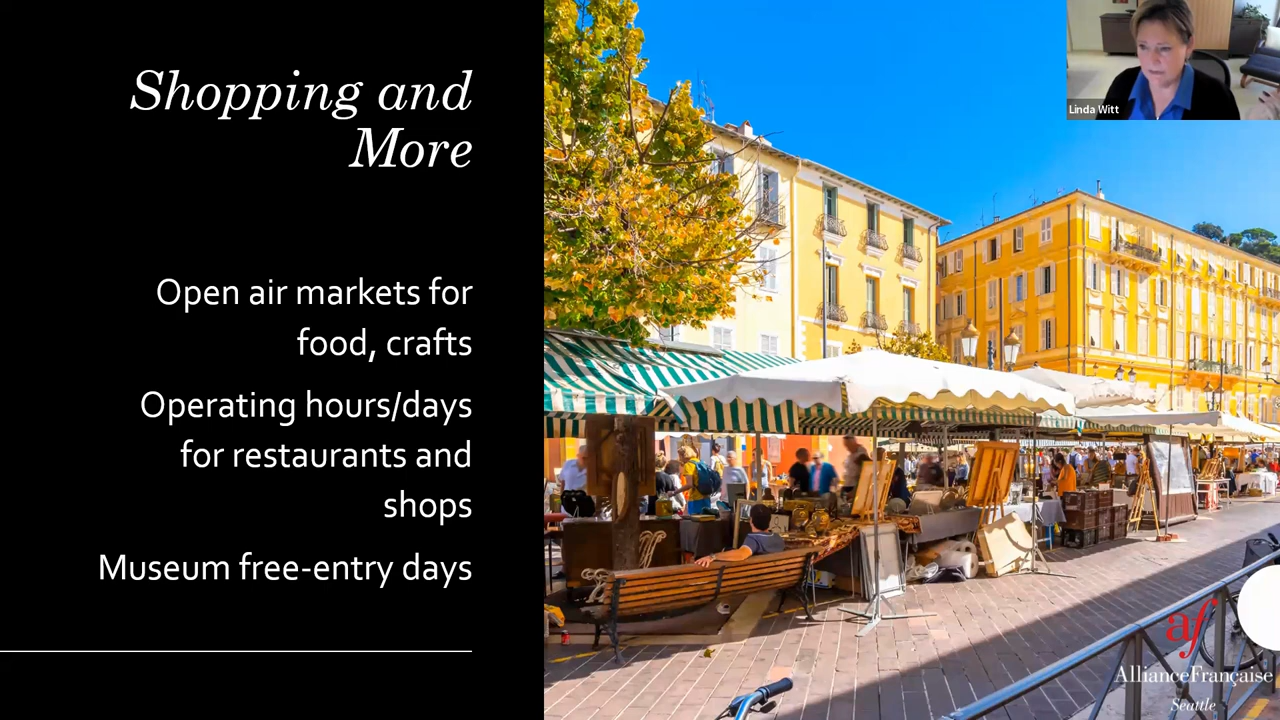 Shopping and
More
Open air markets for
food, crafts
Operating hours/days
for restaurants and
shops
Museum free-entry days
Linda Witt
af
AllianceFrançaise
Seattle